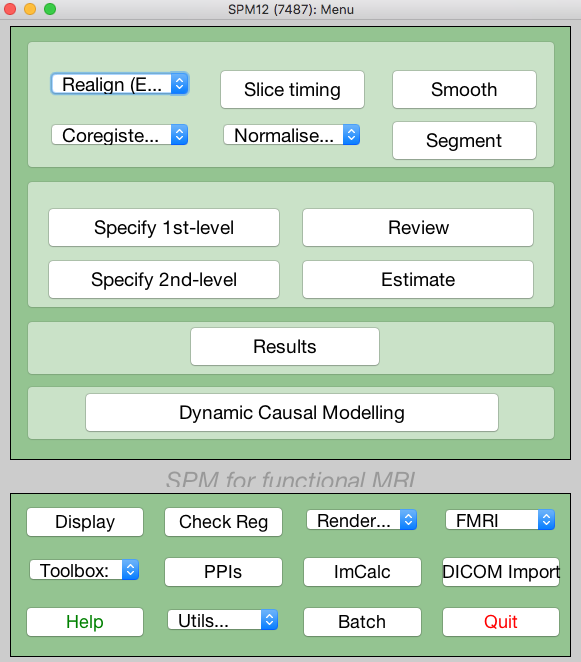 SPM12 (7487): Menu
Realign (E... Slice timing Smooth
Coregiste... Normalise... Segment
Specify 1st-level Review
Specify 2nd-level Estimate
Results
Dynamic Causal Modelling
SPM for functional MRI
Display Check Reg Render... FMRI
Toolbox: PPIs ImCalc DICOM Import
Help Utils... Batch Quit